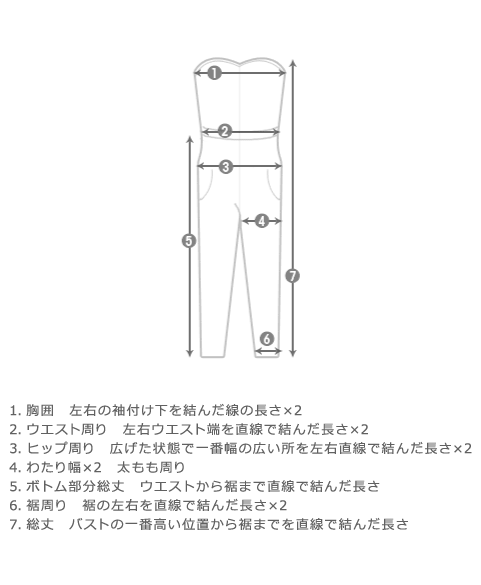 1
2
3
4
5
7
6
1. 胸囲　左右の袖付け下を結んだ線の長さ×2
2. ウエスト周り　左右ウエスト端を直線で結んだ長さ×2
3. ヒップ周り　広げた状態で一番幅の広い所を左右直線で結んだ長さ×2
4. わたり幅×2　太もも周り
5. ボトム部分総丈　ウエストから裾まで直線で結んだ長さ
6. 裾周り　裾の左右を直線で結んだ長さ×2
7. 総丈　バストの一番高い位置から裾までを直線で結んだ長さ